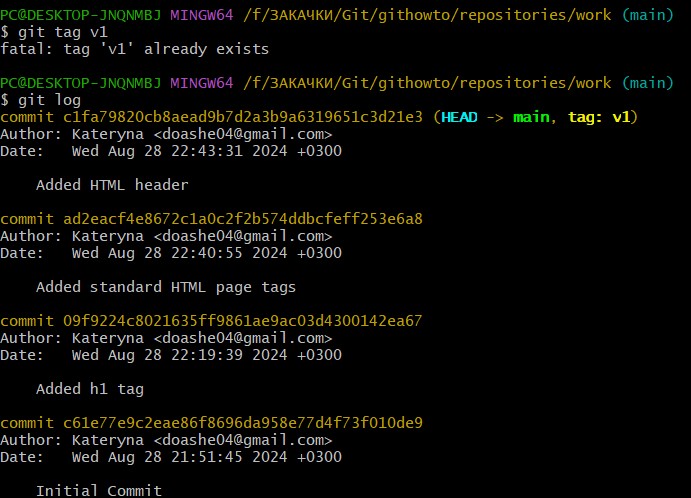 PC@DESKTOP-JNQNMBJ MINGW64 /f/ЗАКАЧКИ/Git/githowto/repositories/work (main)
$ git tag v1
fatal: tag 'v1' already exists
PC@DESKTOP-JNQNMBJ MINGW64 /f/ЗАКАЧКИ/Git/githowto/repositories/work (main)
$ git log
commit c1fa79820cb8aead9b7d2a3b9a6319651c3d21e3 (HEAD -> main, tag: v1)
Author: Kateryna <doashe04@gmail.com>
Date:   Wed Aug 28 22:43:31 2024 +0300
Added HTML header
commit ad2eacf4e8672c1a0c2f2b574ddbcfeff253e6a8
Author: Kateryna <doashe04@gmail.com>
Date:   Wed Aug 28 22:40:55 2024 +0300
Added standard HTML page tags
commit 09f9224c8021635ff9861ae9ac03d4300142ea67
Author: Kateryna <doashe04@gmail.com>
Date:   Wed Aug 28 22:19:39 2024 +0300
Added h1 tag
commit c61e77e9c2eae86f8696da958e77d4f73f010de9
Author: Kateryna <doashe04@gmail.com>
Date:   Wed Aug 28 21:51:45 2024 +0300
Initial Commit